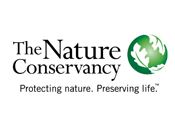 The Nature
Conservancy
Protecting nature. Preserving life.™